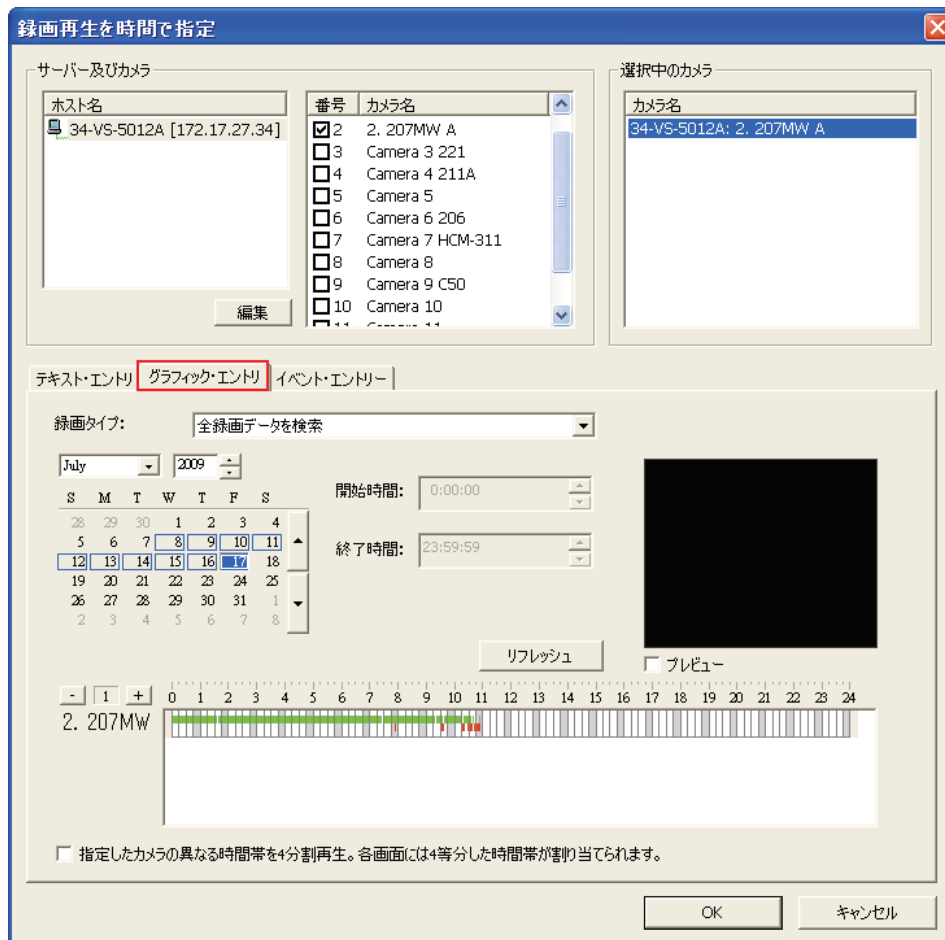 録画再生を時間で指定
サーバー及びカメラ
ホスト名
34-VS-5012A [172.17.27.34]
編集
番号 カメラ名
2 2. 207MW A
3 Camera 3 221
4 Camera 4 211A
5 Camera 5
6 Camera 6 206
7 Camera 7 HCM-311
8 Camera 8
9 Camera 9 C50
10 Camera 10
11 Camera 11
選択中のカメラ
カメラ名
34-VS-5012A: 2. 207MW A
テキスト・エントリ グラフィック・エントリ イベント・エントリー
録画タイプ: 全録画データを検索
July 2009
S M T W T F S
28 29 30 1 2 3 4
5 6 7 8 9 10 11
12 13 14 15 16 17 18
19 20 21 22 23 24 25
26 27 28 29 30 31 1
2 3 4 5 6 7 8
開始時間: 0:00:00
終了時間: 23:59:59
リフレッシュ
プレビュー
- 1 + 0 1 2 3 4 5 6 7 8 9 10 11 12 13 14 15 16 17 18 19 20 21 22 23 24
2. 207MW
指定したカメラの異なる時間帯を4分割再生。各画面には4等分した時間帯が割り当てられます。
OK キャンセル